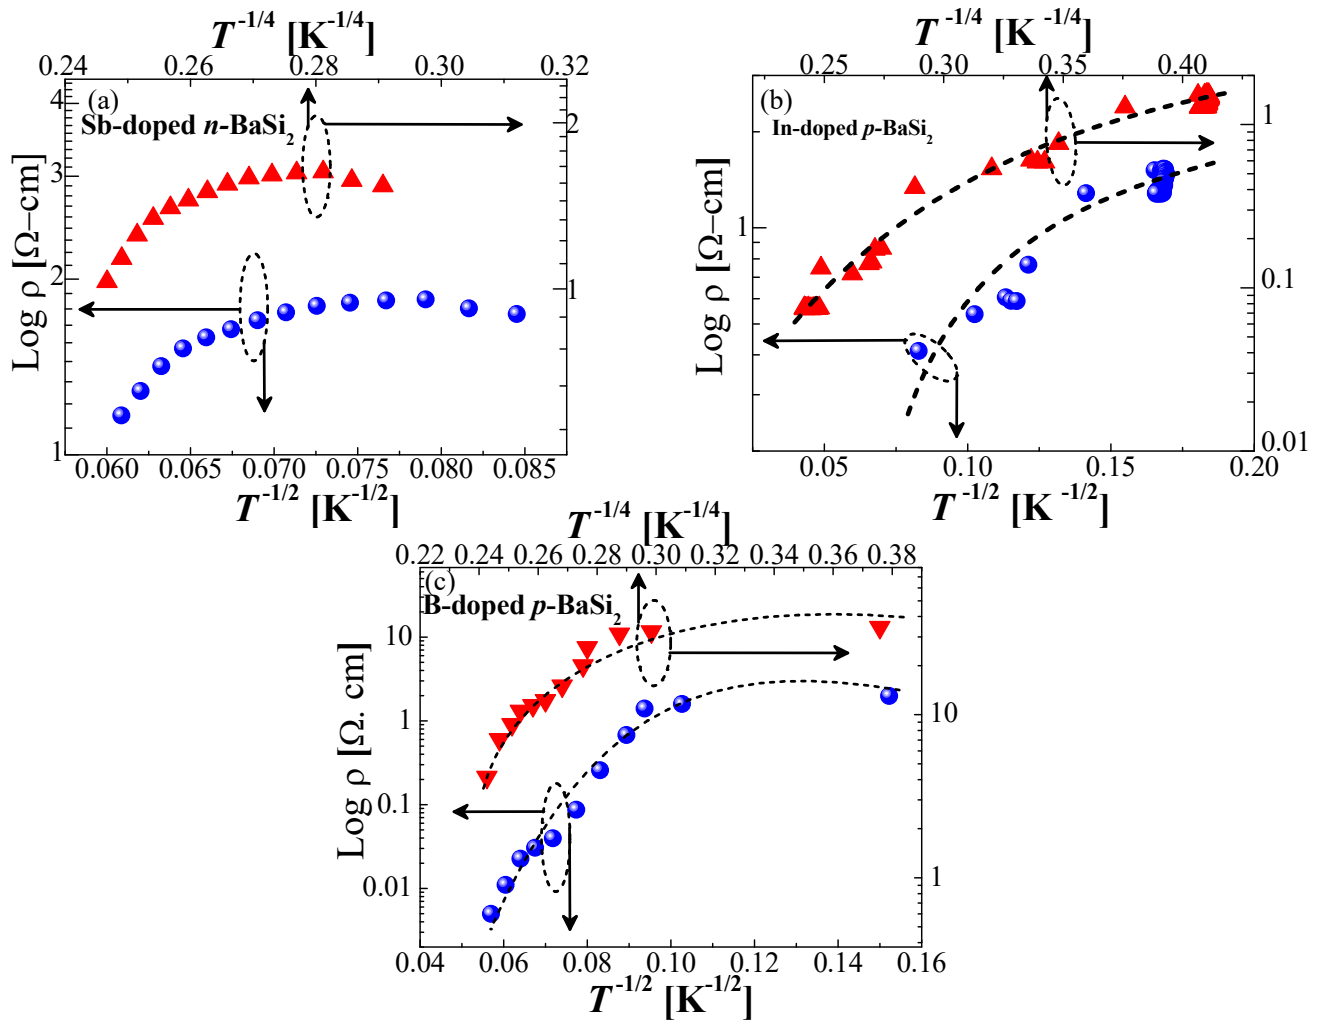 T^-1/4 [K^-1/4]
0.24 0.26 0.28 0.30 0.32
(a)
Sb-doped n-BaSi2
4
3
2
1
2
1
Log ρ [Ω–cm]
0.060 0.065 0.070 0.075 0.080 0.085
T^-1/2 [K^-1/2]
T^-1/4 [K^-1/4]
0.25 0.30 0.35 0.40
(b)
In-doped p-BaSi2
1
1
0.1
0.01
Log ρ [Ω–cm]
0.05 0.10 0.15 0.20
T^-1/2 [K^-1/2]
T^-1/4 [K^-1/4]
0.22 0.24 0.26 0.28 0.30 0.32 0.34 0.36 0.38
(c)
B-doped p-BaSi2
10
1
0.1
0.01
10
1
Log ρ [Ω. cm]
0.04 0.06 0.08 0.10 0.12 0.14 0.16
T^-1/2 [K^-1/2]